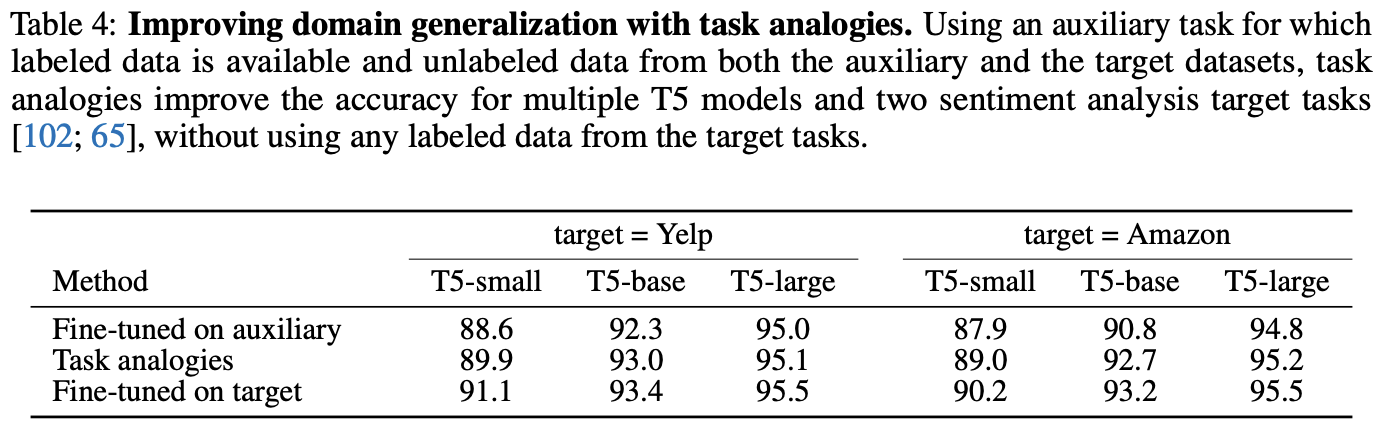 Table 4: Improving domain generalization with task analogies. Using an auxiliary task for which
labeled data is available and unlabeled data from both the auxiliary and the target datasets, task
analogies improve the accuracy for multiple T5 models and two sentiment analysis target tasks
[102; 65], without using any labeled data from the target tasks.
target = Yelp target = Amazon
Method T5-small T5-base T5-large T5-small T5-base T5-large
Fine-tuned on auxiliary 88.6 92.3 95.0 87.9 90.8 94.8
Task analogies 89.9 93.0 95.1 89.0 92.7 95.2
Fine-tuned on target 91.1 93.4 95.5 90.2 93.2 95.5